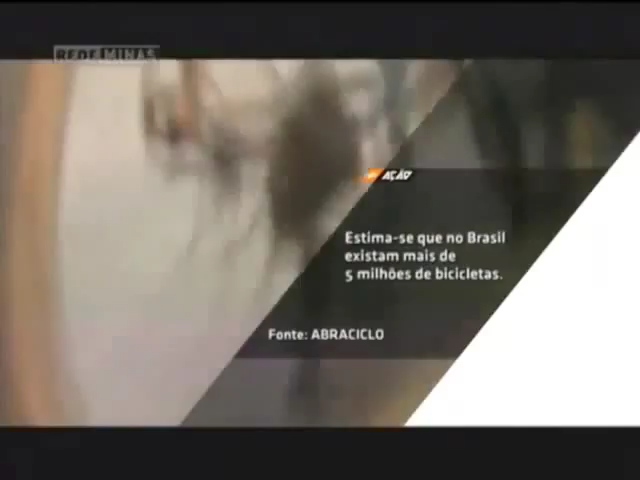 REDE MINAS
+AÇÃO
Estima-se que no Brasil
existam mais de
5 milhões de bicicletas.
Fonte: ABRACICLO